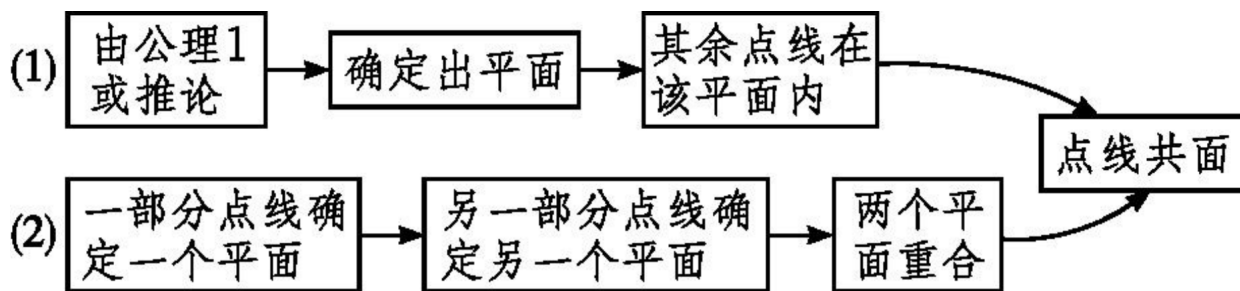 (1)
由公理1
或推论
确定出平面
其余点线在
该平面内
点线共面
(2)
一部分点线确
定一个平面
另一部分点线确
定另一个平面
两个平
面重合